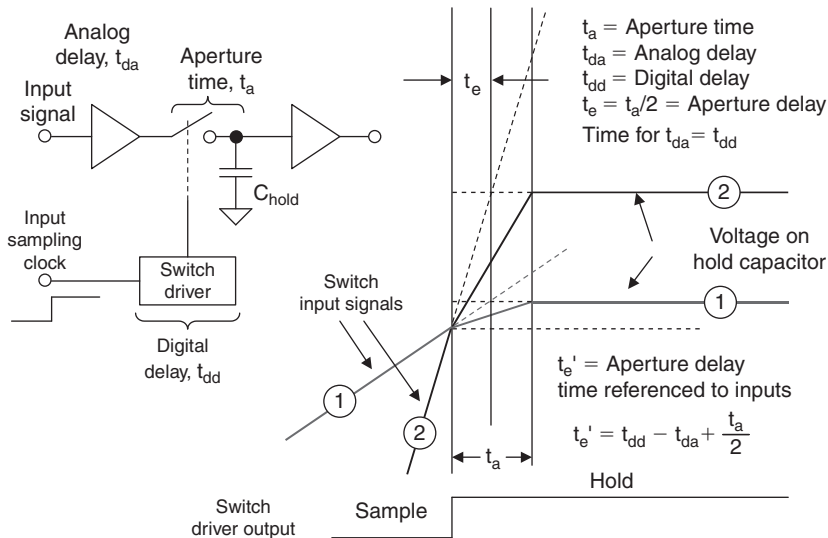 Analog
delay, t_da
Aperture
time, t_a
Input
signal
C_hold
Input
sampling
clock
Switch
driver
Digital
delay, t_dd
t_e
t_a = Aperture time
t_da = Analog delay
t_dd = Digital delay
t_e = t_a/2 = Aperture delay
Time for t_da = t_dd
2
Voltage on
hold capacitor
1
Switch
input signals
1
2
t_e' = Aperture delay
time referenced to inputs
t_e' = t_dd − t_da + t_a/2
t_a
Switch
driver output
Sample
Hold